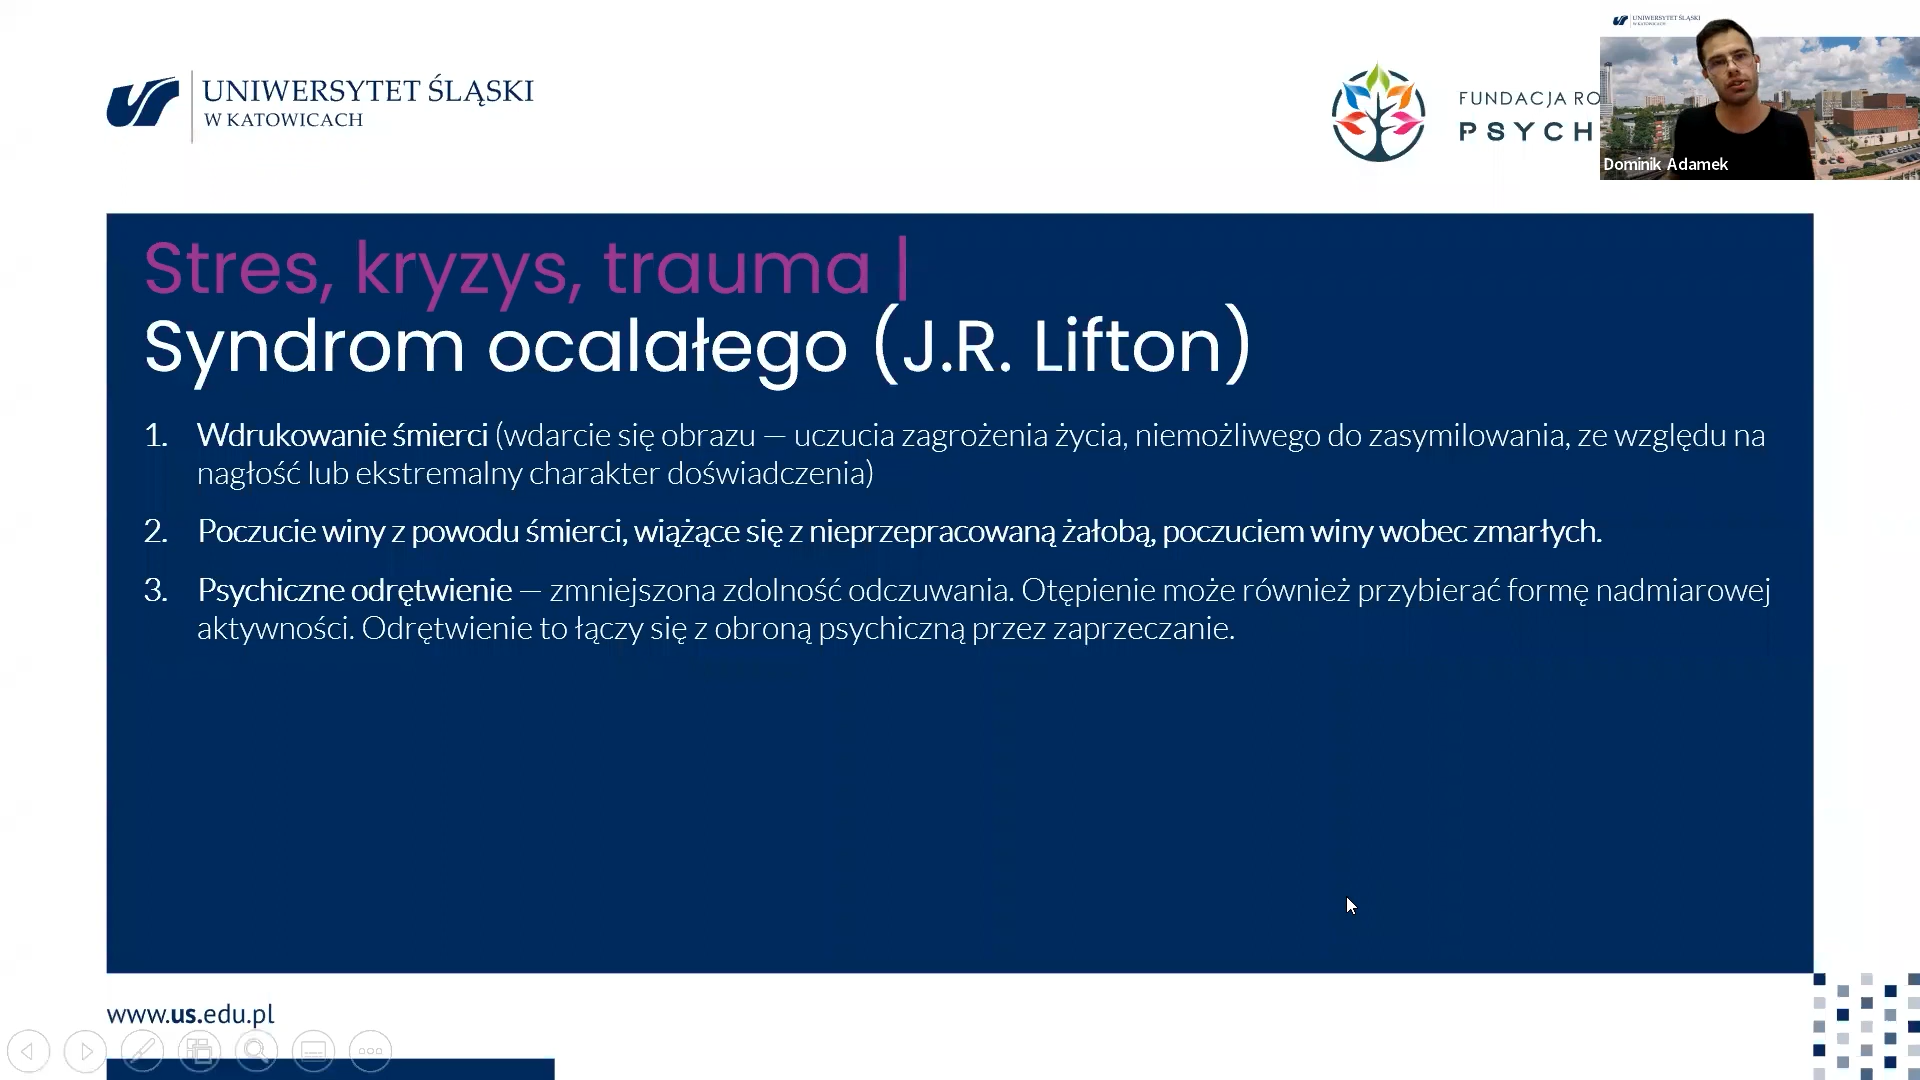 UNIWERSYTET ŚLĄSKI
W KATOWICACH
FUNDACJA RO
PSYCH
UNIWERSYTET ŚLĄSKI
W KATOWICACH
Dominik Adamek
Stres, kryzys, trauma |
Syndrom ocalałego (J.R. Lifton)
1. Wdrukowanie śmierci (wdarcie się obrazu — uczucia zagrożenia życia, niemożliwego do zasymilowania, ze względu na
nagłość lub ekstremalny charakter doświadczenia)
2. Poczucie winy z powodu śmierci, wiążące się z nieprzepracowaną żałobą, poczuciem winy wobec zmarłych.
3. Psychiczne odrętwienie — zmniejszona zdolność odczuwania. Otępienie może również przybierać formę nadmiarowej
aktywności. Odrętwienie to łączy się z obroną psychiczną przez zaprzeczanie.
www.us.edu.pl